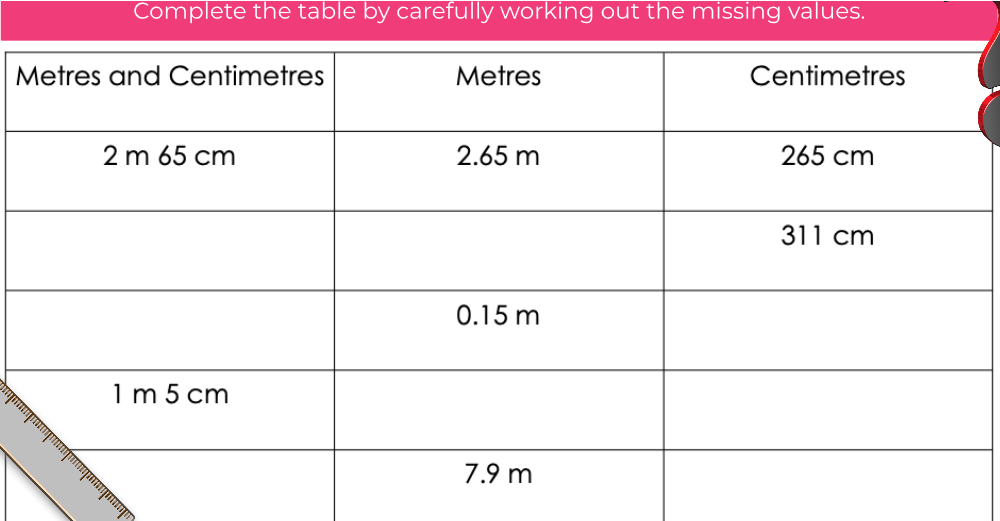 Complete the table by carefully working out the missing values.
Metres and Centimetres Metres Centimetres
2 m 65 cm 2.65 m 265 cm
311 cm
0.15 m
1 m 5 cm
7.9 m